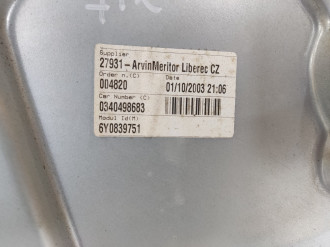 Supplier
27931-ArvinMeritor Liberec CZ
Order n.(C) Date
004820 01/10/2003 21:06
Car Number (C)
0340498683
Modul Id(M)
6Y0839751